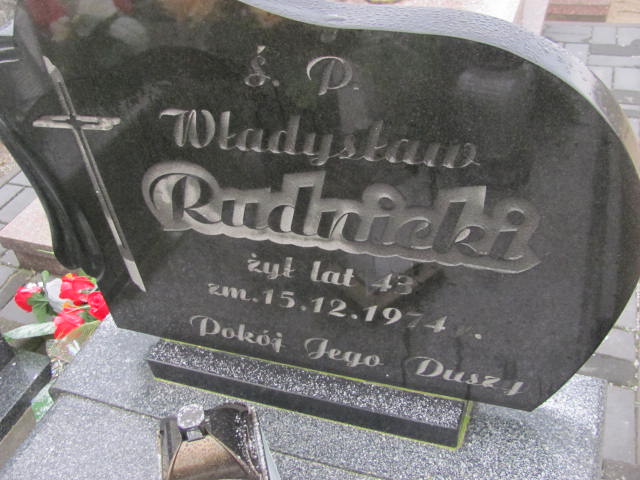 Ś. P.
Władysław
Rudnicki
żył lat 43
zm. 15.12.1974 r.
Pokój Jego Duszy